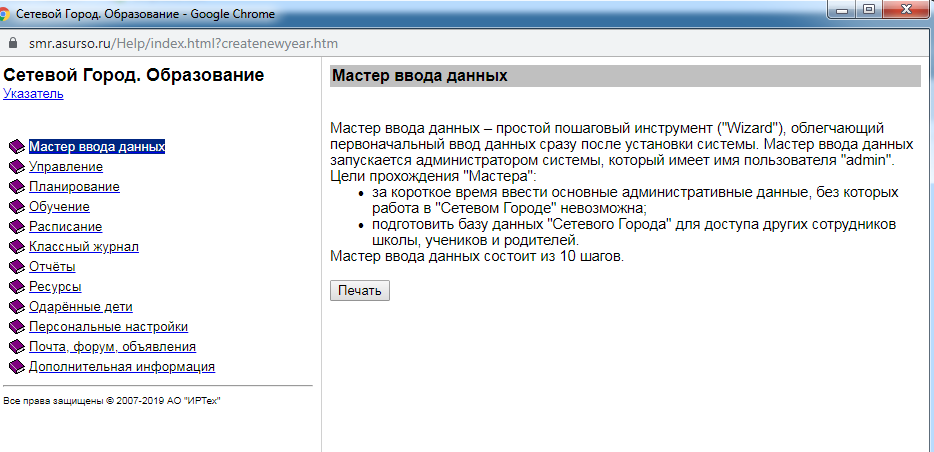 Сетевой Город. Образование - Google Chrome
smr.asurso.ru/Help/index.html?createnewyear.htm
Сетевой Город. Образование
Указатель
Мастер ввода данных
Управление
Планирование
Обучение
Расписание
Классный журнал
Отчёты
Ресурсы
Одарённые дети
Персональные настройки
Почта, форум, объявления
Дополнительная информация
Все права защищены © 2007-2019 АО "ИРТех"
Мастер ввода данных
Мастер ввода данных – простой пошаговый инструмент ("Wizard"), облегчающий
первоначальный ввод данных сразу после установки системы. Мастер ввода данных
запускается администратором системы, который имеет имя пользователя "admin".
Цели прохождения "Мастера":
• за короткое время ввести основные административные данные, без которых
работа в "Сетевом Городе" невозможна;
• подготовить базу данных "Сетевого Города" для доступа других сотрудников
школы, учеников и родителей.
Мастер ввода данных состоит из 10 шагов.
Печать